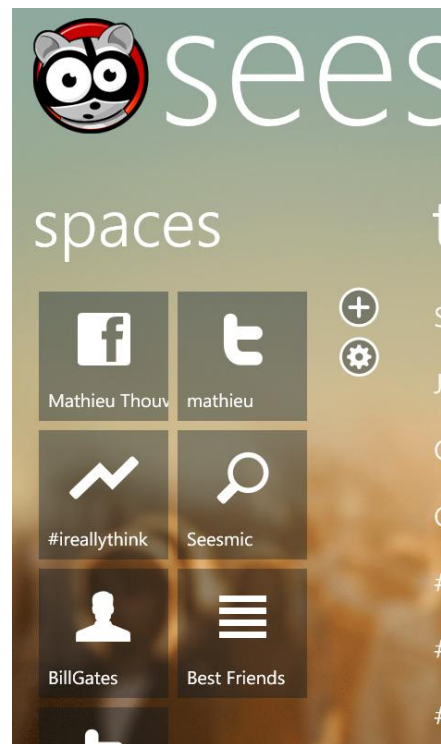 sees
spaces
t
Mathieu Thouv
mathieu
S
J
#ireallythink
Seesmic
#
BillGates
Best Friends
#
#